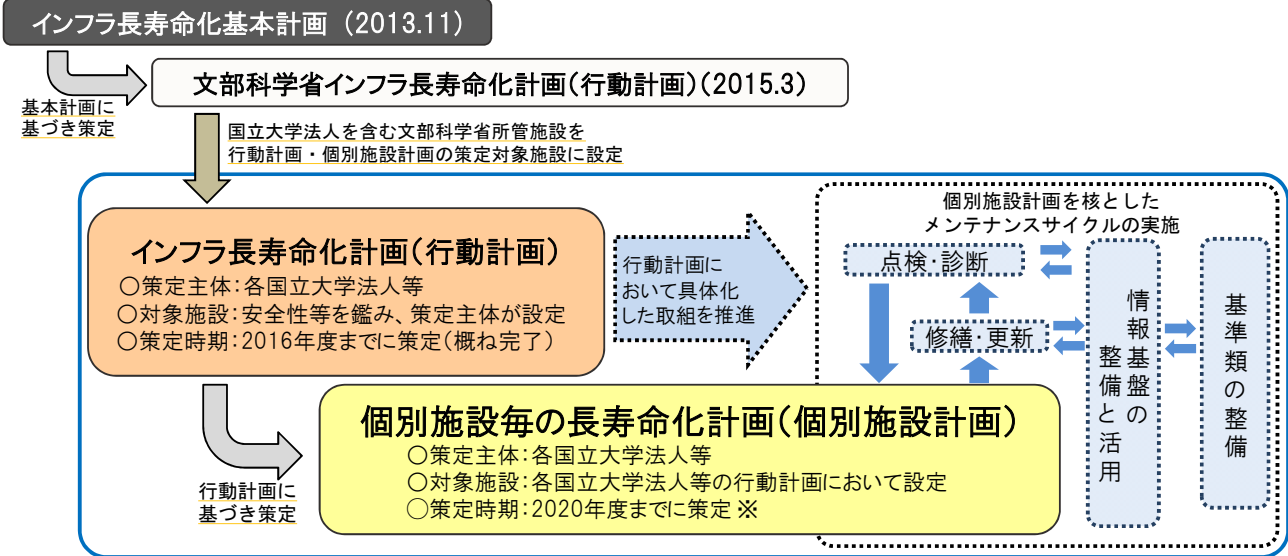 インフラ長寿命化基本計画（2013.11）
文部科学省インフラ長寿命化計画（行動計画）（2015.3）
基本計画に
基づき策定
国立大学法人を含む文部科学省所管施設を
行動計画・個別施設計画の策定対象施設に設定
インフラ長寿命化計画（行動計画）
○策定主体：各国立大学法人等
○対象施設：安全性等を鑑み、策定主体が設定
○策定時期：2016年度までに策定（概ね完了）
行動計画に
おいて具体化
した取組を推進
個別施設計画を核とした
メンテナンスサイクルの実施
点検・診断
修繕・更新
情報基盤の
整備と活用
基準類の整備
行動計画に
基づき策定
個別施設毎の長寿命化計画（個別施設計画）
○策定主体：各国立大学法人等
○対象施設：各国立大学法人等の行動計画において設定
○策定時期：2020年度までに策定※